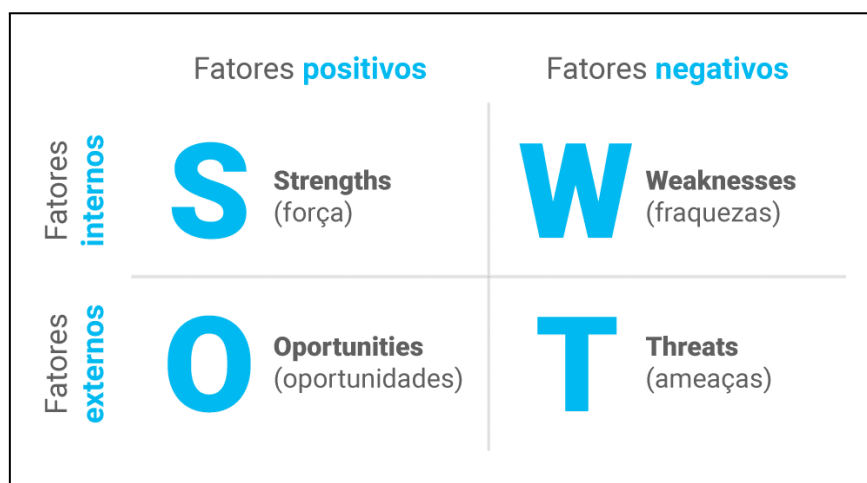 Fatores positivos
Fatores negativos
Fatores
internos
S
Strengths
(força)
W
Weaknesses
(fraquezas)
Fatores
externos
O
Oportunities
(oportunidades)
T
Threats
(ameaças)